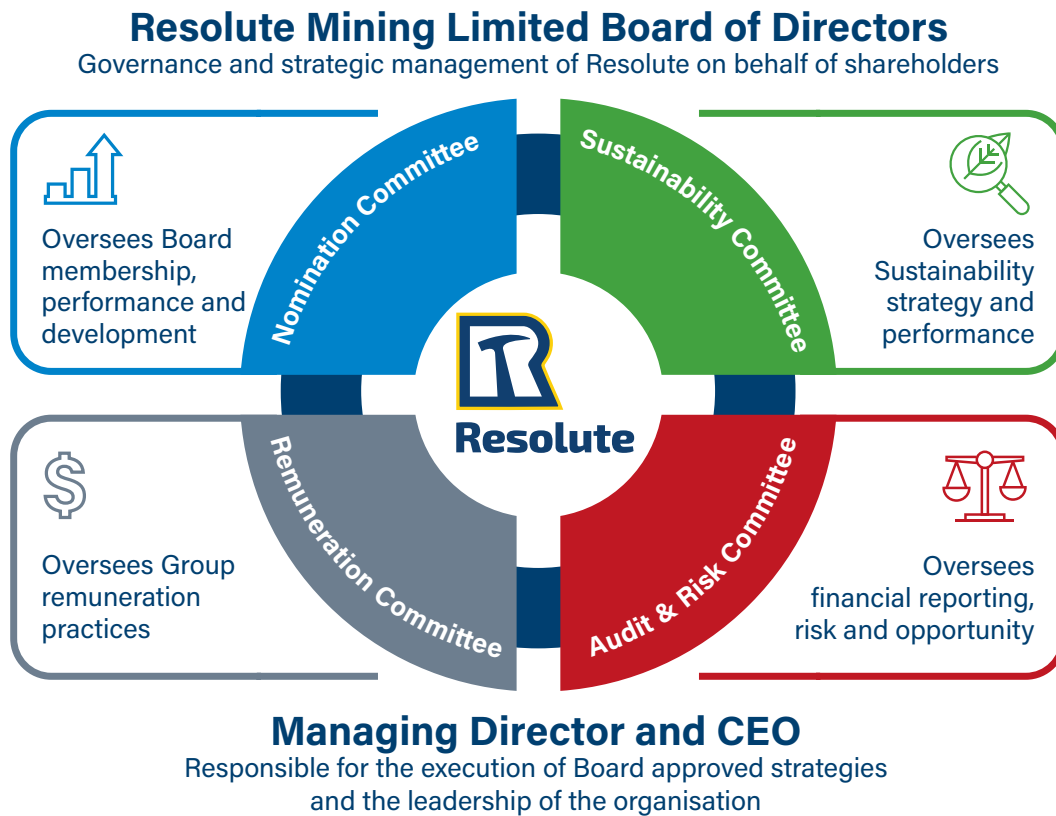 Resolute Mining Limited Board of Directors
Governance and strategic management of Resolute on behalf of shareholders
Nomination Committee
Oversees Board
membership,
performance and
development
Sustainability Committee
Oversees
Sustainability
strategy and
performance
R
Resolute
Remuneration Committee
$
Oversees Group
remuneration
practices
Audit & Risk Committee
Oversees
financial reporting,
risk and opportunity
Managing Director and CEO
Responsible for the execution of Board approved strategies
and the leadership of the organisation